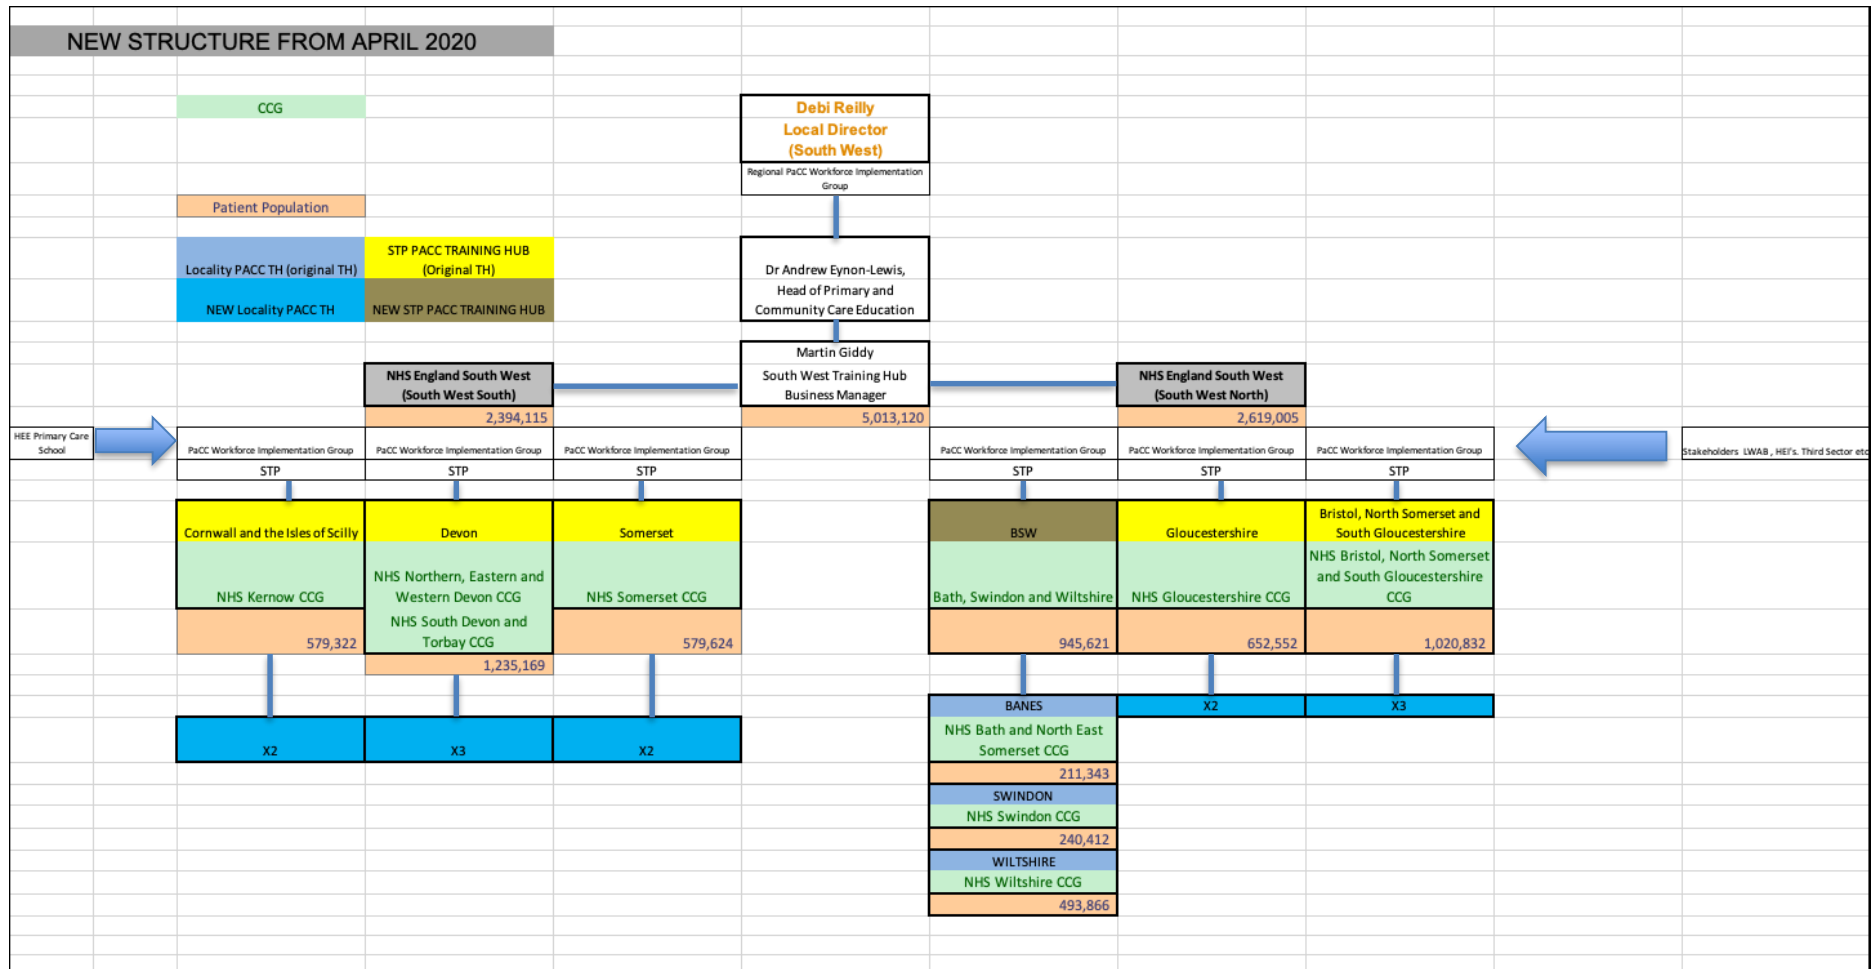 NEW STRUCTURE FROM APRIL 2020
CCG
Debi Reilly
Local Director
(South West)
Regional PaCC Workforce Implementation
Group
Patient Population
Locality PACC TH (original TH)
STP PACC TRAINING HUB
(Original TH)
NEW Locality PACC TH
NEW STP PACC TRAINING HUB
Dr Andrew Eynon-Lewis,
Head of Primary and
Community Care Education
Martin Giddy
South West Training Hub
Business Manager
NHS England South West
(South West South)
NHS England South West
(South West North)
2,394,115
5,013,120
2,619,005
HEE Primary Care
School
PaCC Workforce Implementation Group
PaCC Workforce Implementation Group
PaCC Workforce Implementation Group
PaCC Workforce Implementation Group
PaCC Workforce Implementation Group
PaCC Workforce Implementation Group
Stakeholders LWAB , HEI's. Third Sector etc
STP
STP
STP
STP
STP
STP
Cornwall and the Isles of Scilly
Devon
Somerset
BSW
Gloucestershire
Bristol, North Somerset and
South Gloucestershire
NHS Kernow CCG
NHS Northern, Eastern and
Western Devon CCG
NHS South Devon and
Torbay CCG
NHS Somerset CCG
Bath, Swindon and Wiltshire
NHS Gloucestershire CCG
NHS Bristol, North Somerset
and South Gloucestershire
CCG
579,322
1,235,169
579,624
945,621
652,552
1,020,832
X2
X3
X2
BANES
X2
X3
NHS Bath and North East
Somerset CCG
211,343
SWINDON
NHS Swindon CCG
240,412
WILTSHIRE
NHS Wiltshire CCG
493,866